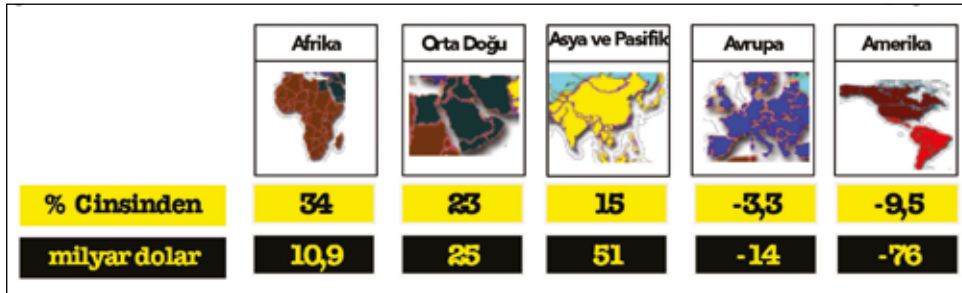 Afrika Orta Doğu Asya ve Pasifik Avrupa Amerika
% Cinsinden 34 23 15 -3,3 -9,5
milyar dolar 10,9 25 51 -14 -76